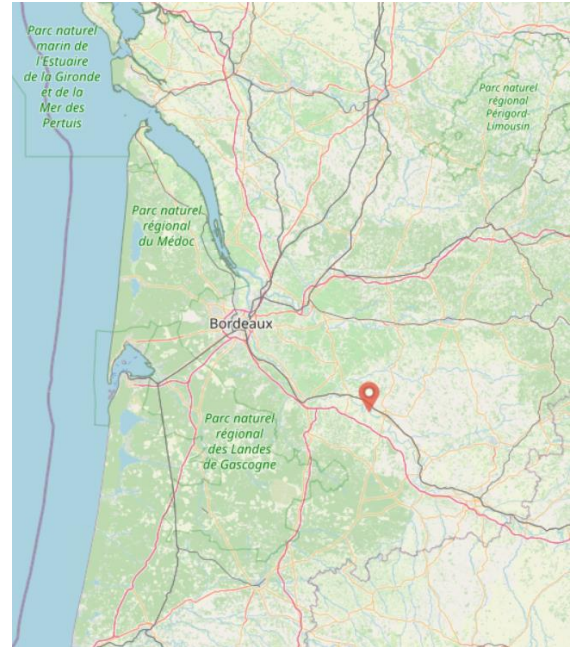 Parc naturel
marin de
l'Estuaire
de la Gironde
et de la
Mer des
Pertuis
Parc naturel
régional
Périgord-
Limousin
Parc naturel
régional
du Médoc
Bordeaux
Parc naturel
régional
des Landes
de Gascogne